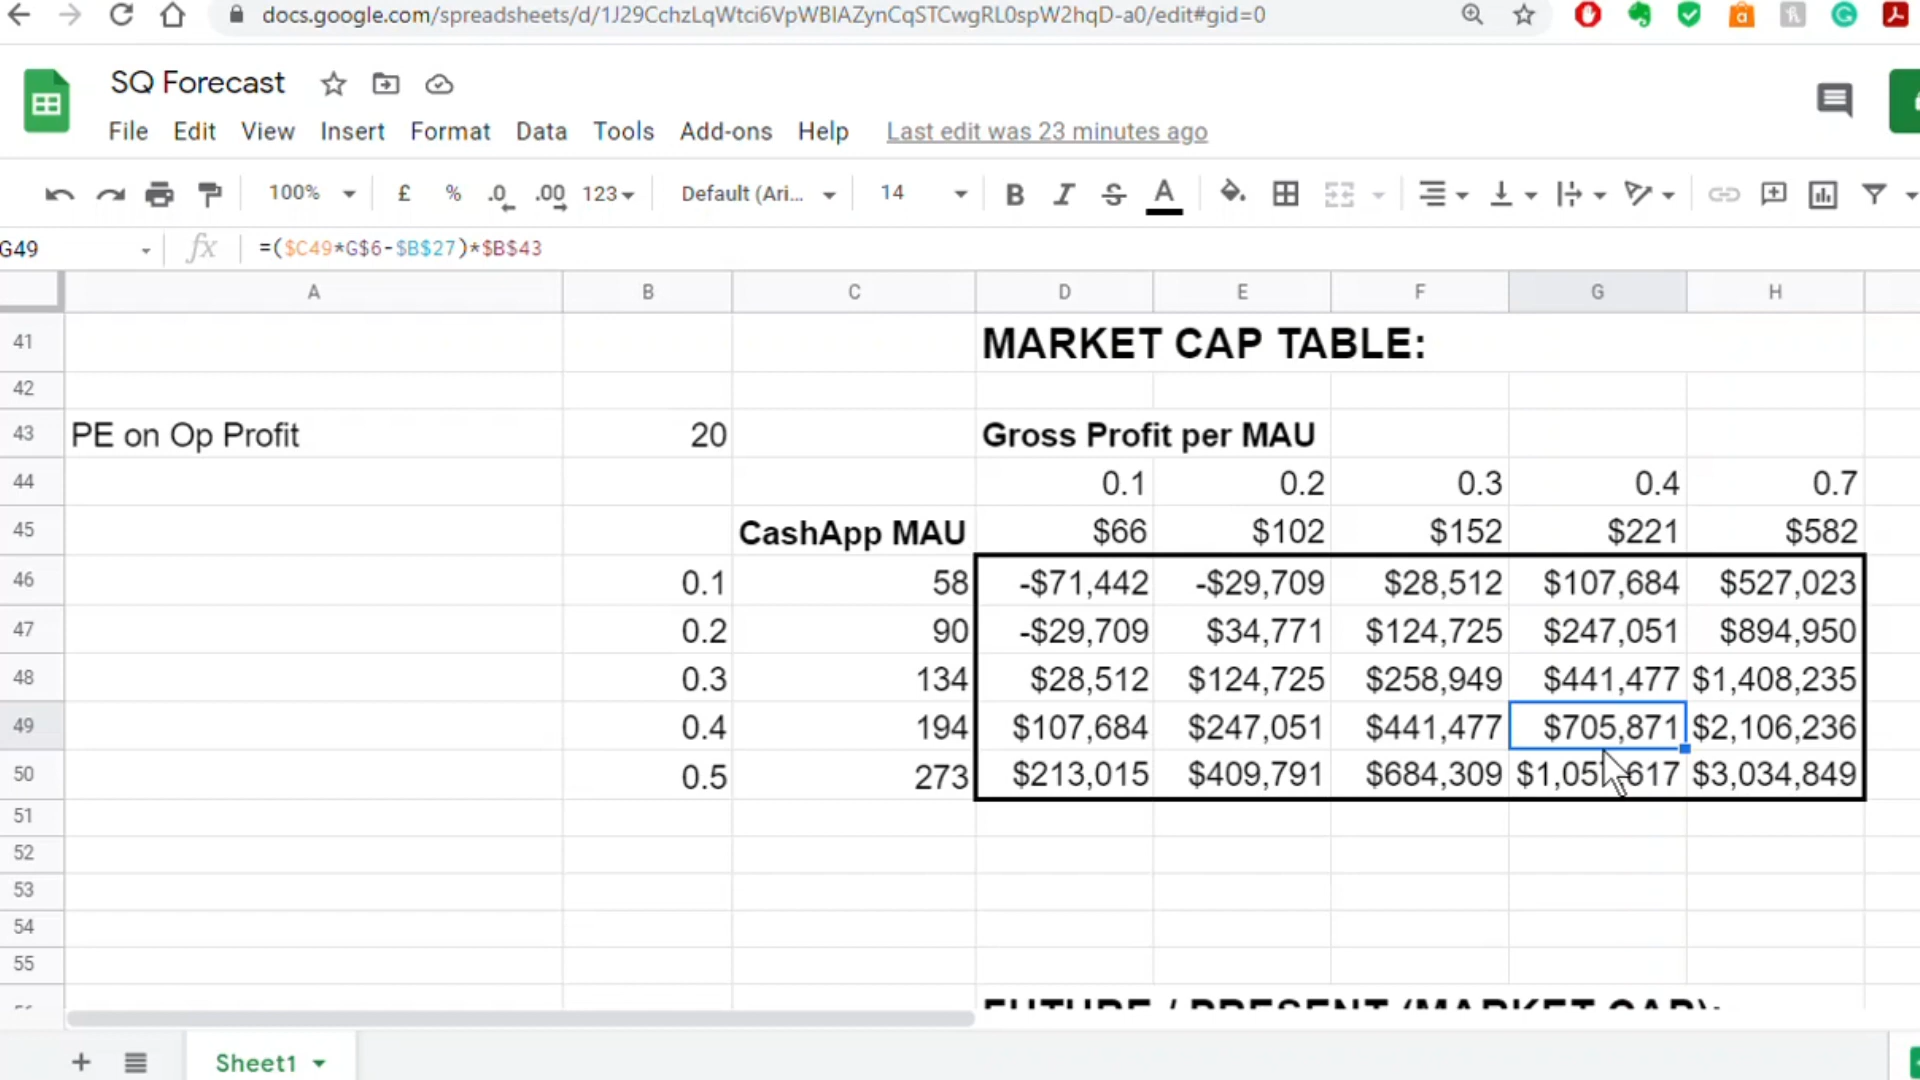 docs.google.com/spreadsheets/d/1J29CchzLqWtci6VpWBIAZynCqSTCwgRL0spW2hqD-a0/edit#gid=0
SQ Forecast
File Edit View Insert Format Data Tools Add-ons Help Last edit was 23 minutes ago
100% £ % .0 .00 123 Default (Ari... 14 B I S A
G49 fx =($C49*G$6-$B$27)*$B$43
A B C D E F G H
41 MARKET CAP TABLE:
42
43 PE on Op Profit 20 Gross Profit per MAU
44 0.1 0.2 0.3 0.4 0.7
45 CashApp MAU $66 $102 $152 $221 $582
46 0.1 58 -$71,442 -$29,709 $28,512 $107,684 $527,023
47 0.2 90 -$29,709 $34,771 $124,725 $247,051 $894,950
48 0.3 134 $28,512 $124,725 $258,949 $441,477 $1,408,235
49 0.4 194 $107,684 $247,051 $441,477 $705,871 $2,106,236
50 0.5 273 $213,015 $409,791 $684,309 $3,034,849
51
52
53
54
55
FUTURE / PRESENT (MARKET CAP):
Sheet1